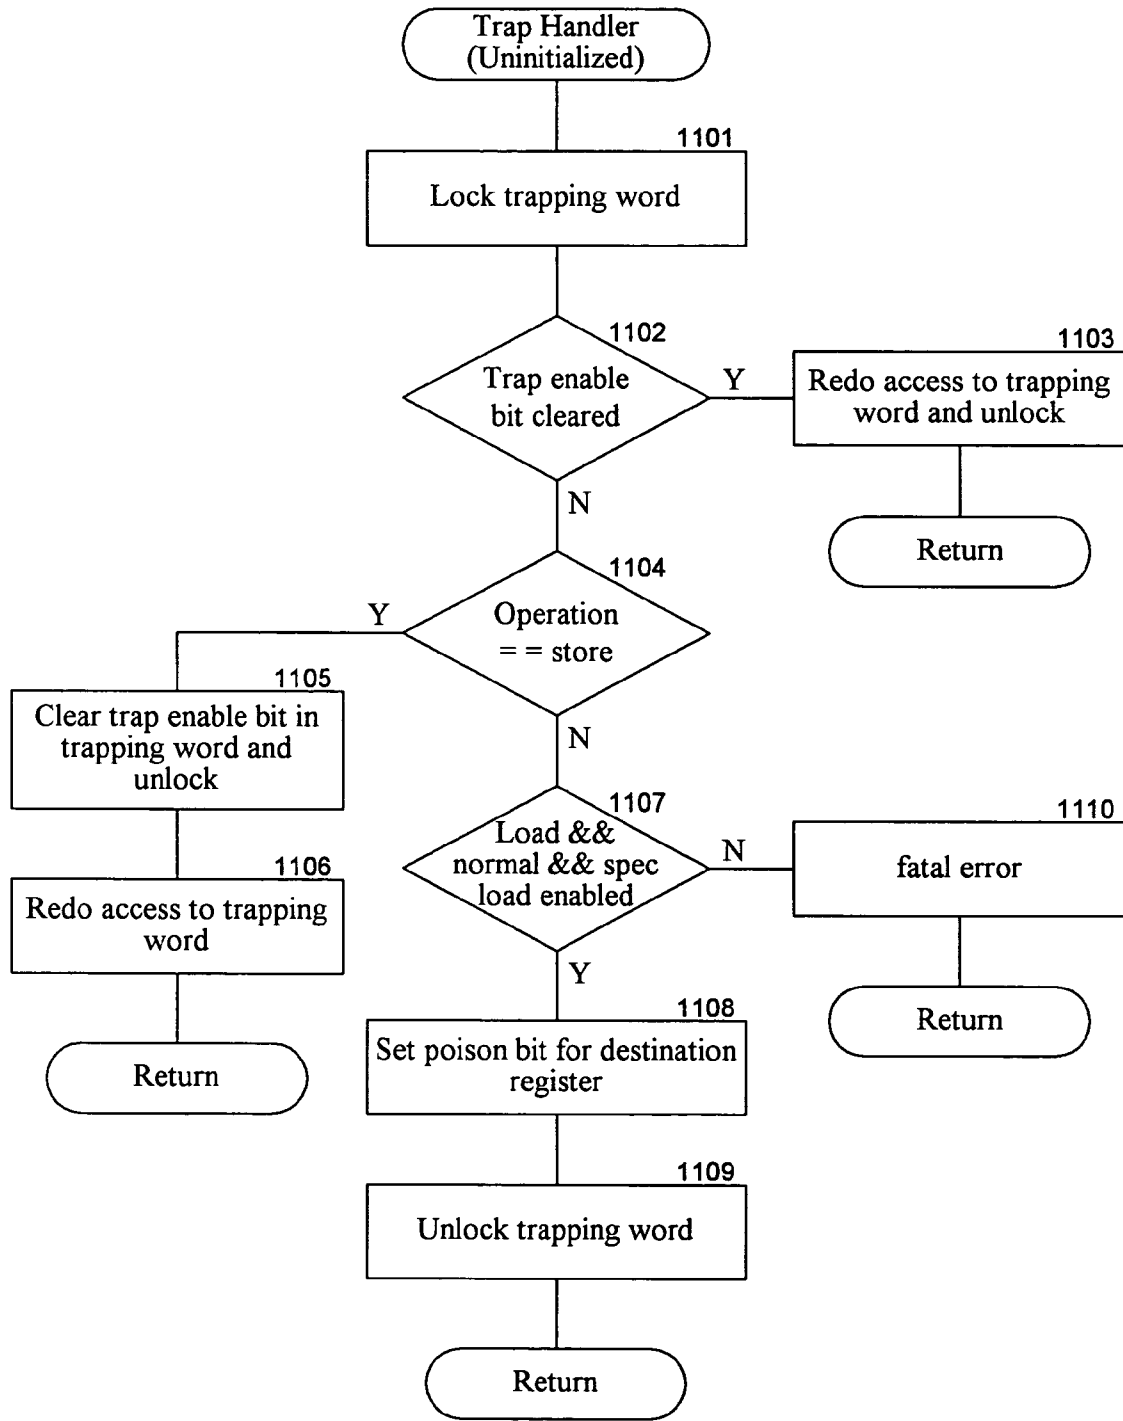 Trap Handler
(Uninitialized)
1101
Lock trapping word
1102
Trap enable
bit cleared
Y
1103
Redo access to trapping
word and unlock
Return
N
1104
Operation
= = store
Y
1105
Clear trap enable bit in
trapping word and
unlock
1106
Redo access to trapping
word
Return
N
1107
Load &&
normal && spec
load enabled
N
1110
fatal error
Return
Y
1108
Set poison bit for destination
register
1109
Unlock trapping word
Return